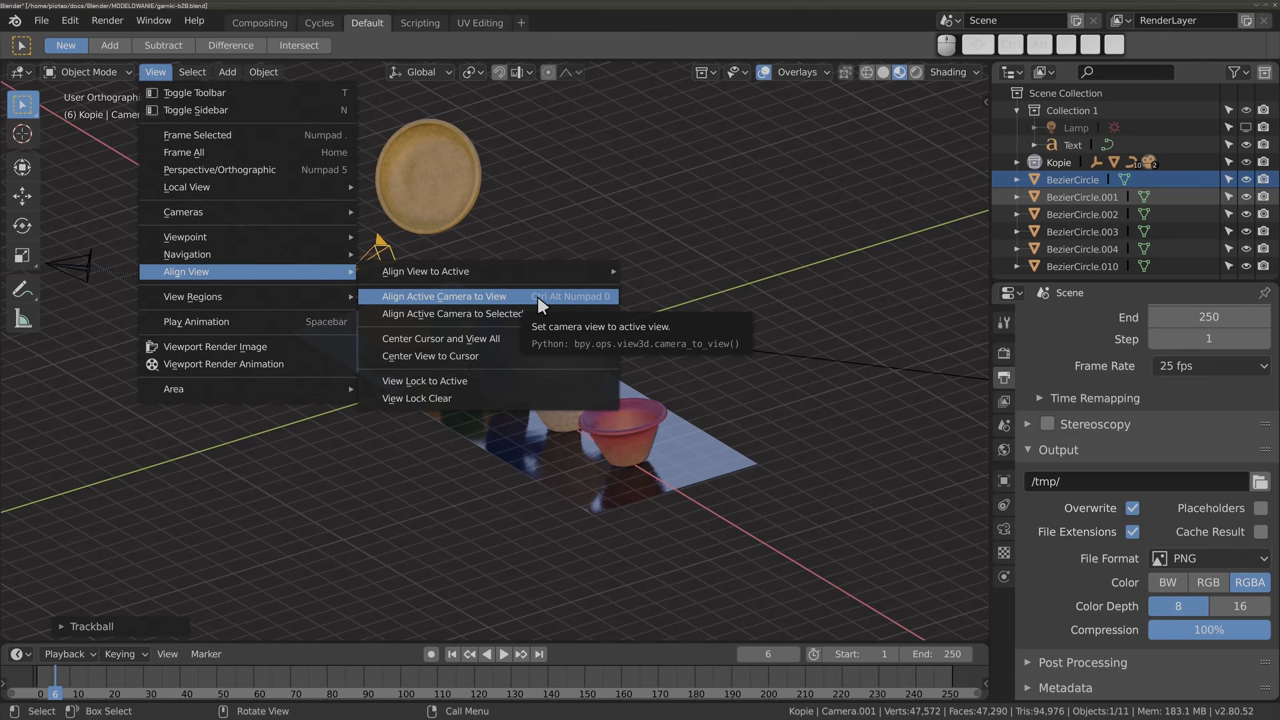 Blender* [/home/piotao/docs/Blender/MODELOWANIE/garnki-b28.blend]
File Edit Render Window Help
Compositing Cycles Default Scripting UV Editing +
Scene
RenderLayer
New Add Subtract Difference Intersect
Object Mode View Select Add Object
Global
Overlays
Shading
User Orthographi
(6) Kopie | Camer
Toggle Toolbar T
Toggle Sidebar N
Frame Selected Numpad .
Frame All Home
Perspective/Orthographic Numpad 5
Local View
Cameras
Viewpoint
Navigation
Align View
View Regions
Play Animation Spacebar
Viewport Render Image
Viewport Render Animation
Area
Align View to Active
Align Active Camera to View Ctrl Alt Numpad 0
Align Active Camera to Selected
Center Cursor and View All
Center View to Cursor
View Lock to Active
View Lock Clear
Set camera view to active view.
Python: bpy.ops.view3d.camera_to_view()
Scene Collection
Collection 1
Lamp
Text
Kopie 10 2
BezierCircle
BezierCircle.001
BezierCircle.002
BezierCircle.003
BezierCircle.004
BezierCircle.010
Scene
End 250
Step 1
Frame Rate 25 fps
Time Remapping
Stereoscopy
Output
/tmp/
Overwrite Placeholders
File Extensions Cache Result
File Format PNG
Color BW RGB RGBA
Color Depth 8 16
Compression 100%
Post Processing
Metadata
Trackball
Playback Keying View Marker
6
Start: 1 End: 250
0 6 10 20 30 40 50 60 70 80 90 100 110 120 130 140 150 160 170 180 190 200 210 220 230 240 250
Select Box Select Rotate View Call Menu
Kopie | Camera.001 | Verts:47,572 | Faces:47,290 | Tris:94,976 | Objects:1/11 | Mem: 183.1 MB | v2.80.52